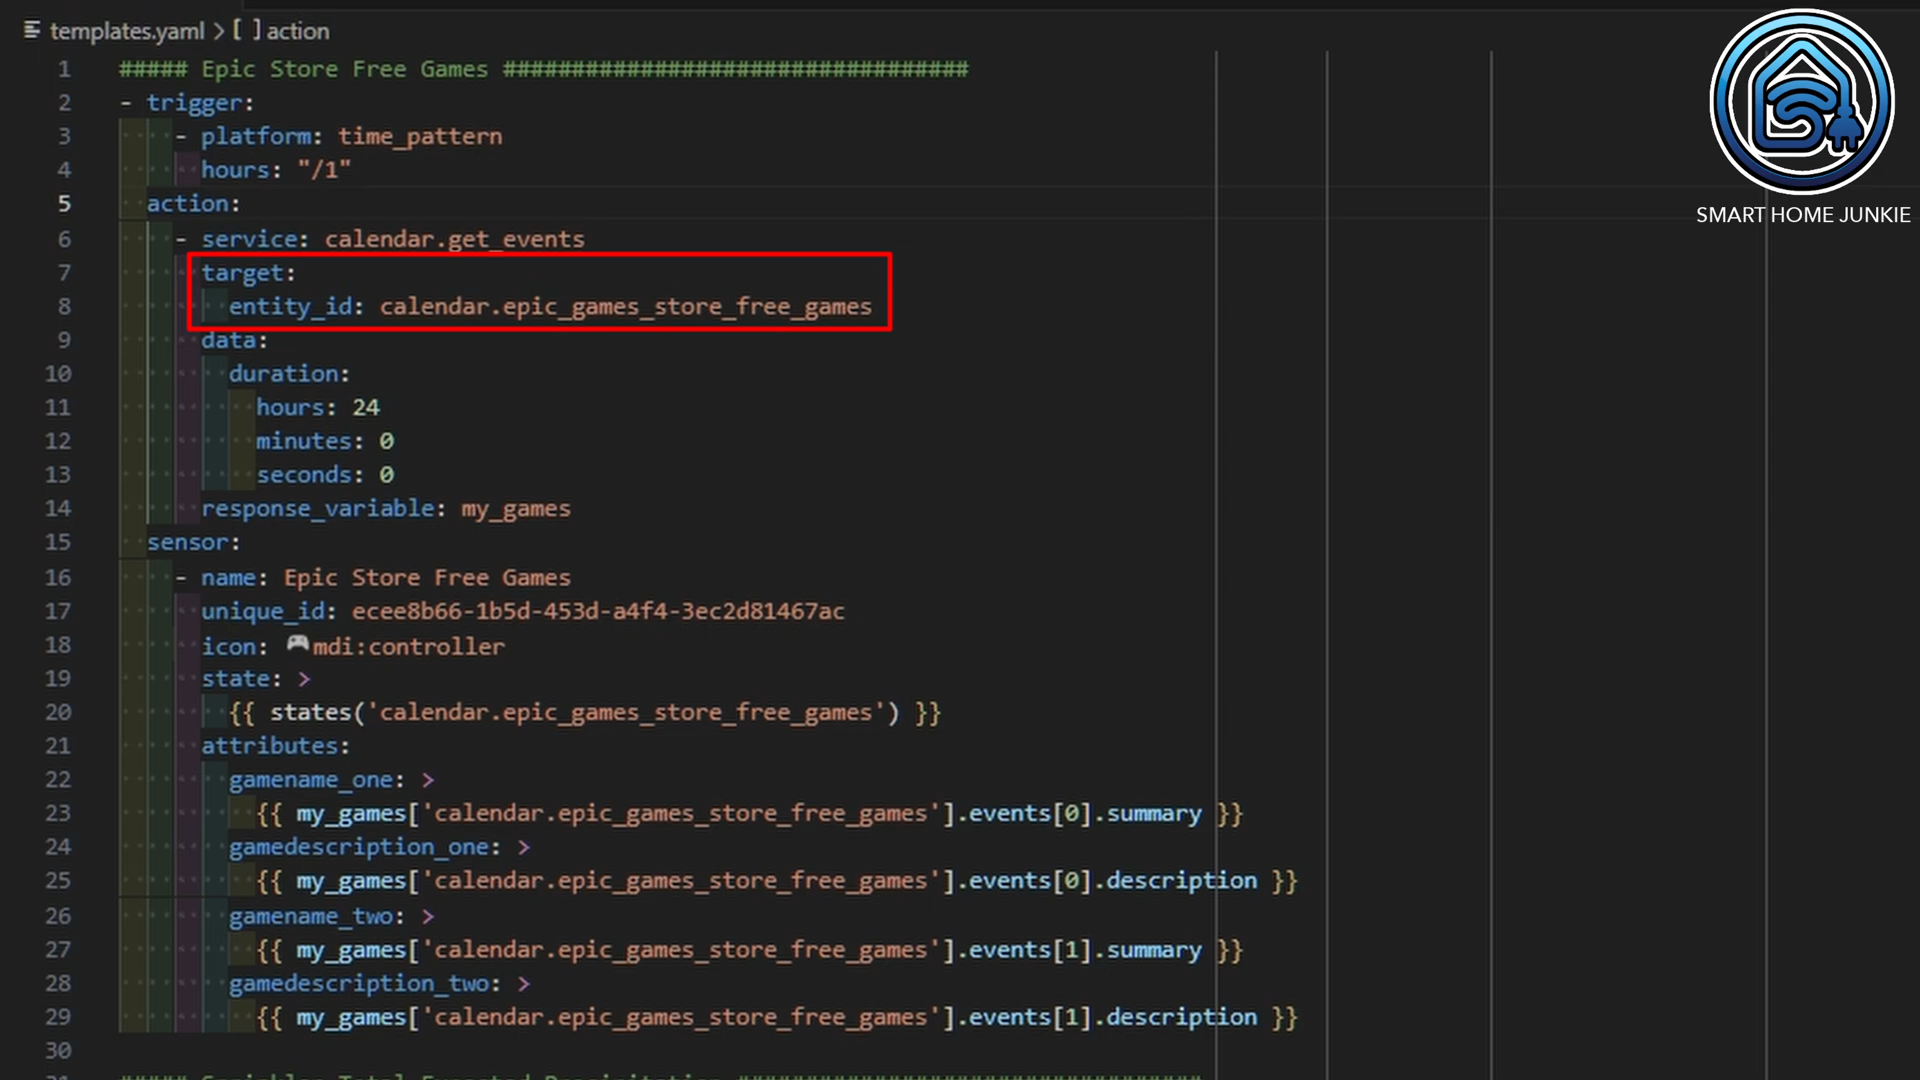 templates.yaml > [ ] action
1 ##### Epic Store Free Games ##################################
2 - trigger:
3 - platform: time_pattern
4 hours: "/1"
5 action:
6 - service: calendar.get_events
7 target:
8 entity_id: calendar.epic_games_store_free_games
9 data:
10 duration:
11 hours: 24
12 minutes: 0
13 seconds: 0
14 response_variable: my_games
15 sensor:
16 - name: Epic Store Free Games
17 unique_id: ecee8b66-1b5d-453d-a4f4-3ec2d81467ac
18 icon: mdi:controller
19 state: >
20 {{ states('calendar.epic_games_store_free_games') }}
21 attributes:
22 gamename_one: >
23 {{ my_games['calendar.epic_games_store_free_games'].events[0].summary }}
24 gamedescription_one: >
25 {{ my_games['calendar.epic_games_store_free_games'].events[0].description }}
26 gamename_two: >
27 {{ my_games['calendar.epic_games_store_free_games'].events[1].summary }}
28 gamedescription_two: >
29 {{ my_games['calendar.epic_games_store_free_games'].events[1].description }}
30
SMART HOME JUNKIE